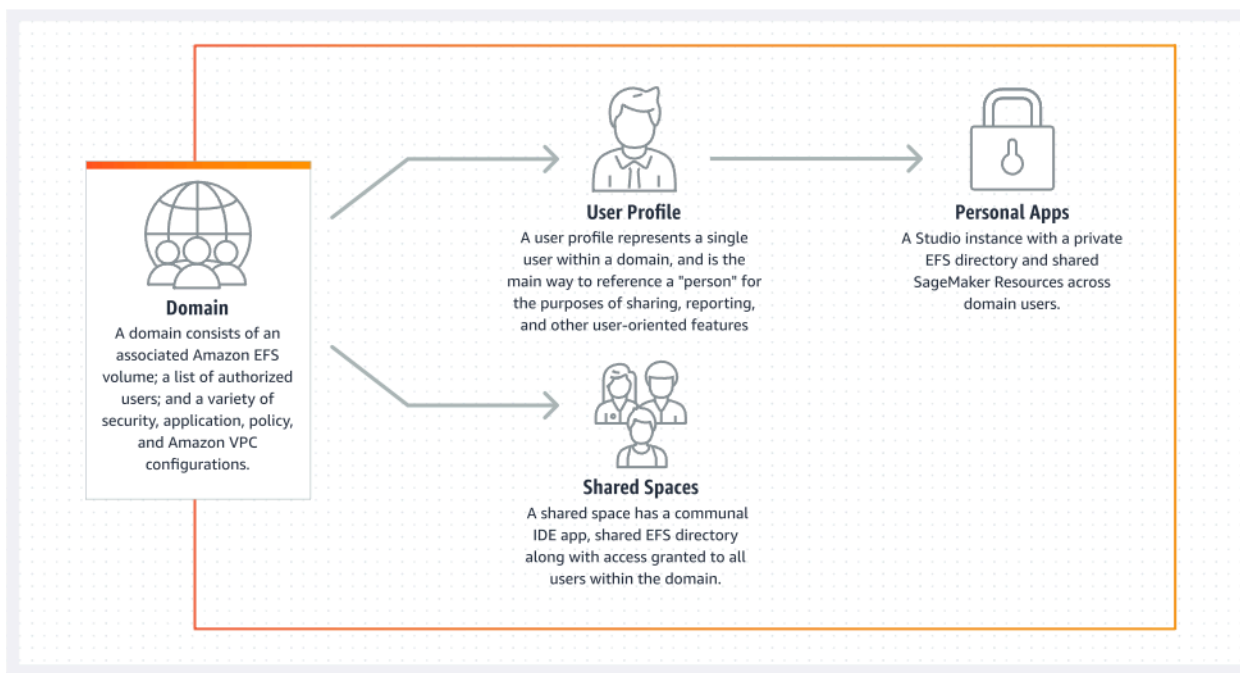 Domain
A domain consists of an
associated Amazon EFS
volume; a list of authorized
users; and a variety of
security, application, policy,
and Amazon VPC
configurations.
User Profile
A user profile represents a single
user within a domain, and is the
main way to reference a "person" for
the purposes of sharing, reporting,
and other user-oriented features
Personal Apps
A Studio instance with a private
EFS directory and shared
SageMaker Resources across
domain users.
Shared Spaces
A shared space has a communal
IDE app, shared EFS directory
along with access granted to all
users within the domain.